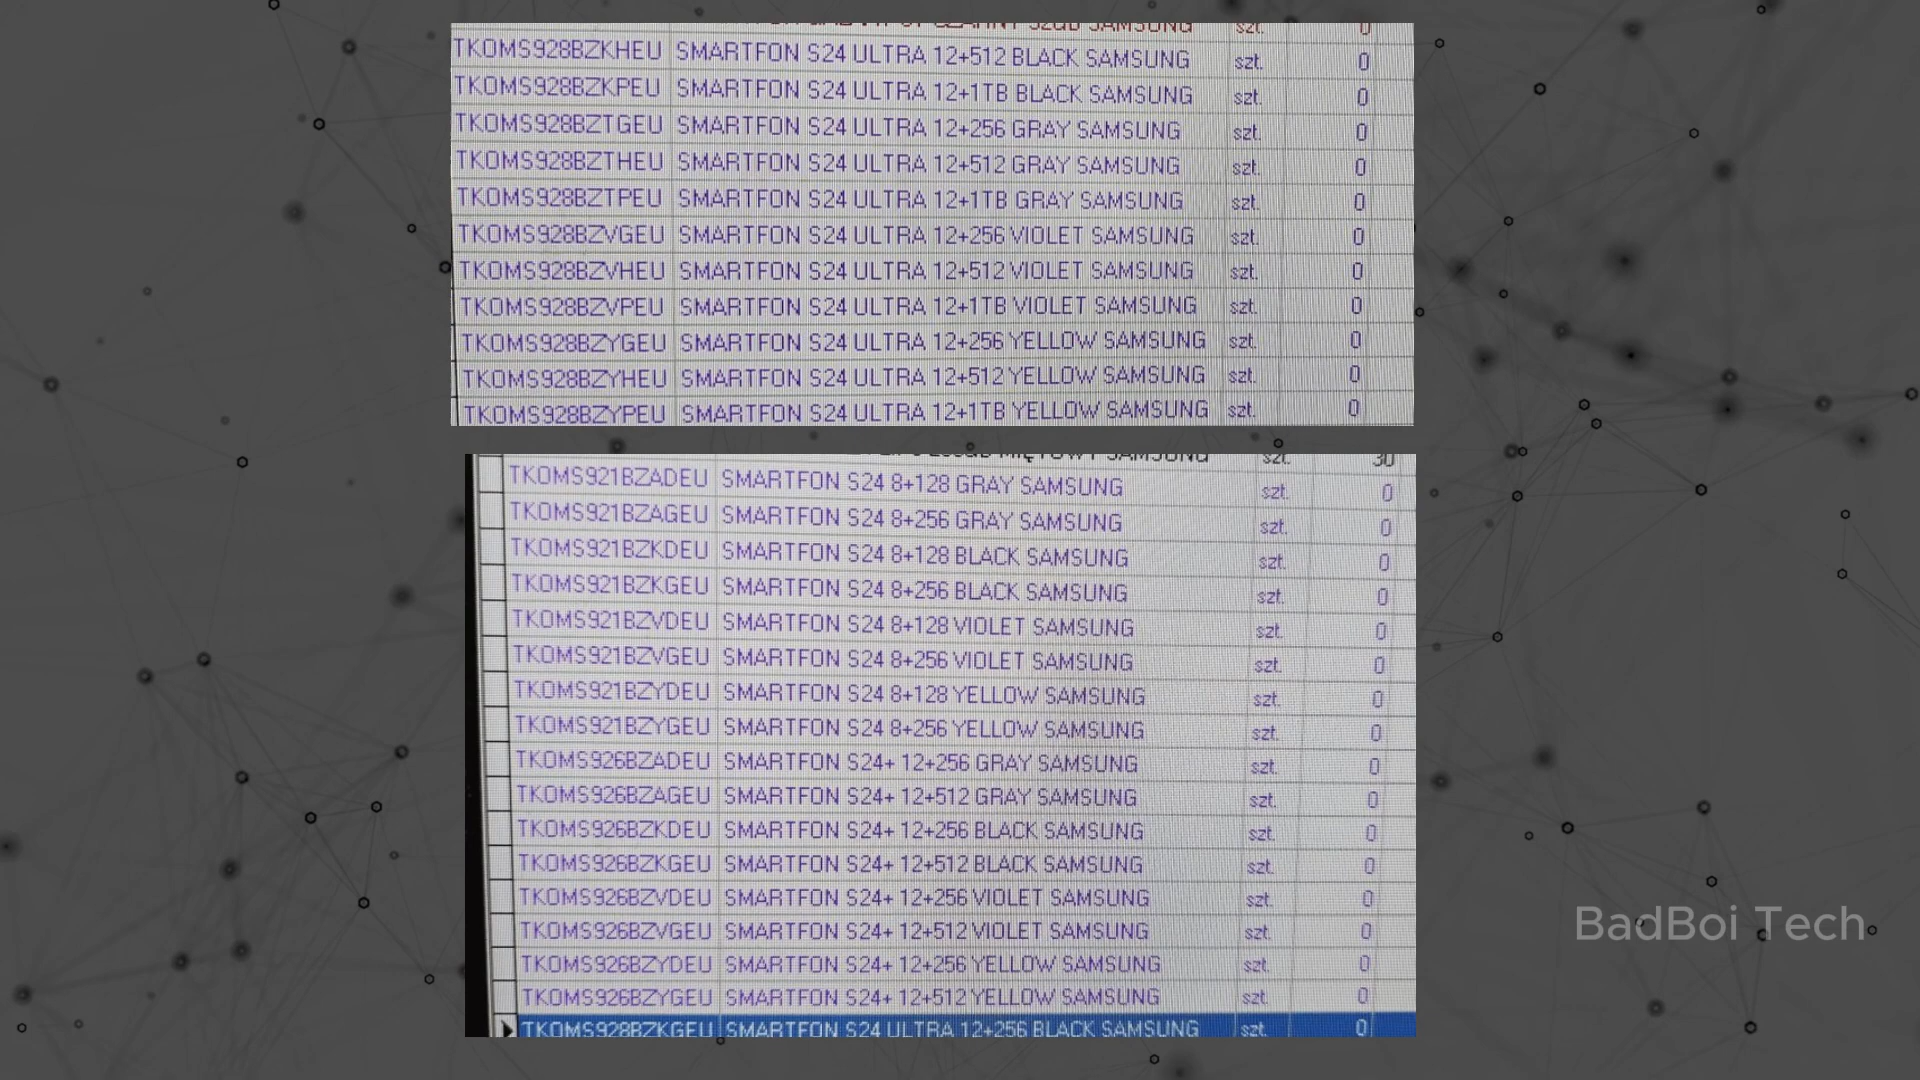 SAMSUNG szt. 0
TKOMS928BZKHEU SMARTFON S24 ULTRA 12+512 BLACK SAMSUNG szt. 0
TKOMS928BZKPEU SMARTFON S24 ULTRA 12+1TB BLACK SAMSUNG szt. 0
TKOMS928BZTGEU SMARTFON S24 ULTRA 12+256 GRAY SAMSUNG szt. 0
TKOMS928BZTHEU SMARTFON S24 ULTRA 12+512 GRAY SAMSUNG szt. 0
TKOMS928BZTPEU SMARTFON S24 ULTRA 12+1TB GRAY SAMSUNG szt. 0
TKOMS928BZVGEU SMARTFON S24 ULTRA 12+256 VIOLET SAMSUNG szt. 0
TKOMS928BZVHEU SMARTFON S24 ULTRA 12+512 VIOLET SAMSUNG szt. 0
TKOMS928BZVPEU SMARTFON S24 ULTRA 12+1TB VIOLET SAMSUNG szt. 0
TKOMS928BZYGEU SMARTFON S24 ULTRA 12+256 YELLOW SAMSUNG szt. 0
TKOMS928BZYHEU SMARTFON S24 ULTRA 12+512 YELLOW SAMSUNG szt. 0
TKOMS928BZYPEU SMARTFON S24 ULTRA 12+1TB YELLOW SAMSUNG szt. 0
MIĘTOWY SAMSUNG szt. 30
TKOMS921BZADEU SMARTFON S24 8+128 GRAY SAMSUNG szt. 0
TKOMS921BZAGEU SMARTFON S24 8+256 GRAY SAMSUNG szt. 0
TKOMS921BZKDEU SMARTFON S24 8+128 BLACK SAMSUNG szt. 0
TKOMS921BZKGEU SMARTFON S24 8+256 BLACK SAMSUNG szt. 0
TKOMS921BZVDEU SMARTFON S24 8+128 VIOLET SAMSUNG szt. 0
TKOMS921BZVGEU SMARTFON S24 8+256 VIOLET SAMSUNG szt. 0
TKOMS921BZYDEU SMARTFON S24 8+128 YELLOW SAMSUNG szt. 0
TKOMS921BZYGEU SMARTFON S24 8+256 YELLOW SAMSUNG szt. 0
TKOMS926BZADEU SMARTFON S24+ 12+256 GRAY SAMSUNG szt. 0
TKOMS926BZAGEU SMARTFON S24+ 12+512 GRAY SAMSUNG szt. 0
TKOMS926BZKDEU SMARTFON S24+ 12+256 BLACK SAMSUNG szt. 0
TKOMS926BZKGEU SMARTFON S24+ 12+512 BLACK SAMSUNG szt. 0
TKOMS926BZVDEU SMARTFON S24+ 12+256 VIOLET SAMSUNG szt. 0
TKOMS926BZVGEU SMARTFON S24+ 12+512 VIOLET SAMSUNG szt. 0
TKOMS926BZYDEU SMARTFON S24+ 12+256 YELLOW SAMSUNG szt. 0
TKOMS926BZYGEU SMARTFON S24+ 12+512 YELLOW SAMSUNG szt. 0
TKOMS928BZKGEU SMARTFON S24 ULTRA 12+256 BLACK SAMSUNG szt. 0
BadBoi Tech